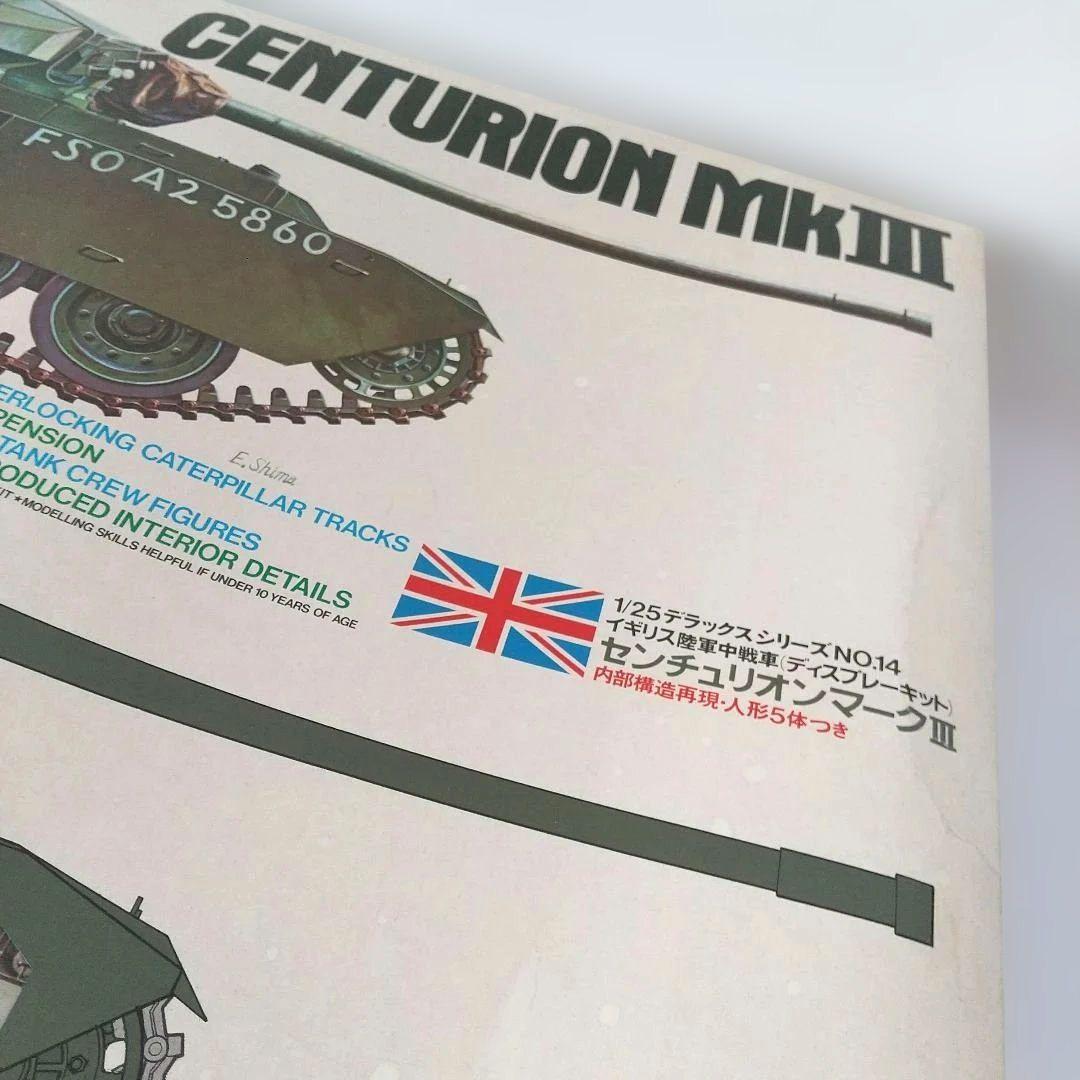 CENTURION MkIII
FSO A2 5860
E. Shima
ERLOCKING CATERPILLAR TRACKS
PENSION
TANK CREW FIGURES
ODUCED INTERIOR DETAILS
IT ★ MODELLING SKILLS HELPFUL IF UNDER 10 YEARS OF AGE
1/25デラックスシリーズNO.14
イギリス陸軍中戦車(ディスプレーキット)
センチュリオンマークIII
内部構造再現・人形5体つき